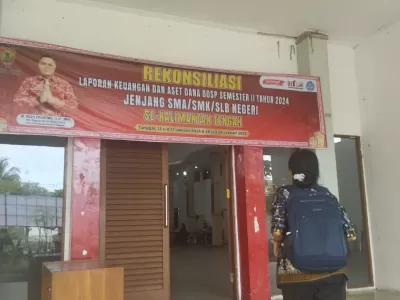 REKONSILIASI
LAPORAN KEUANGAN DAN ASET DANA BOSP SEMESTER II TAHUN 2024
JENJANG SMA/SMK/SLB NEGERI
SE-KALIMANTAN TENGAH